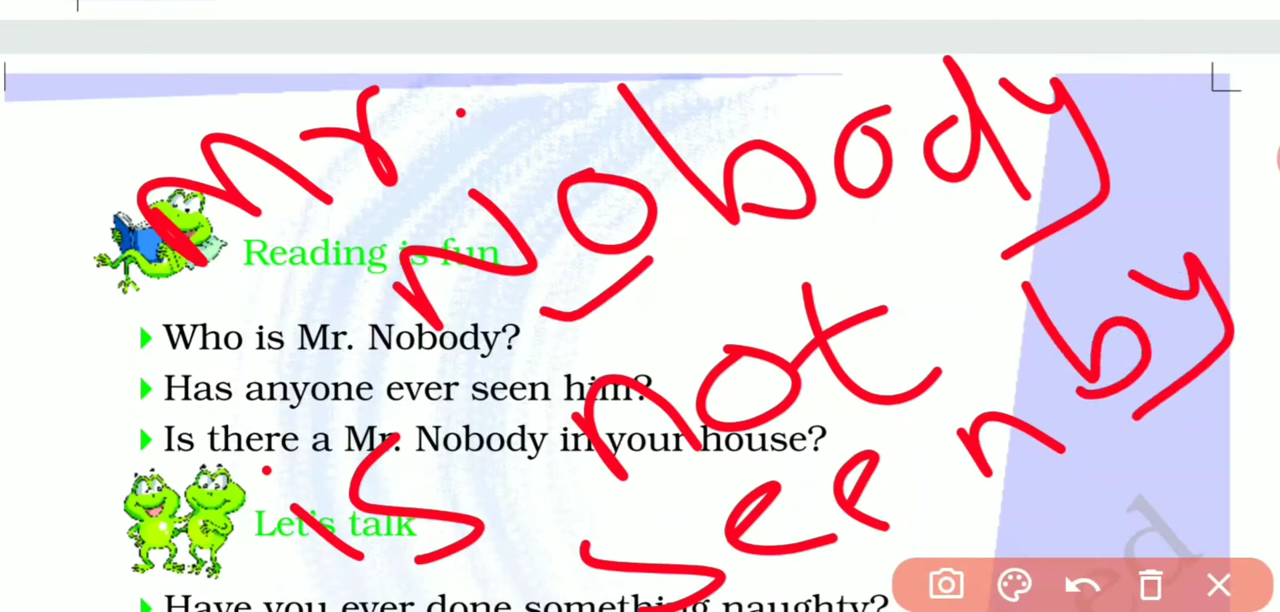 Mr. Nobody
is not
seen by
Reading is fun
Who is Mr. Nobody?
Has anyone ever seen him?
Is there a Mr. Nobody in your house?
Let's talk
Have you ever done something naughty?